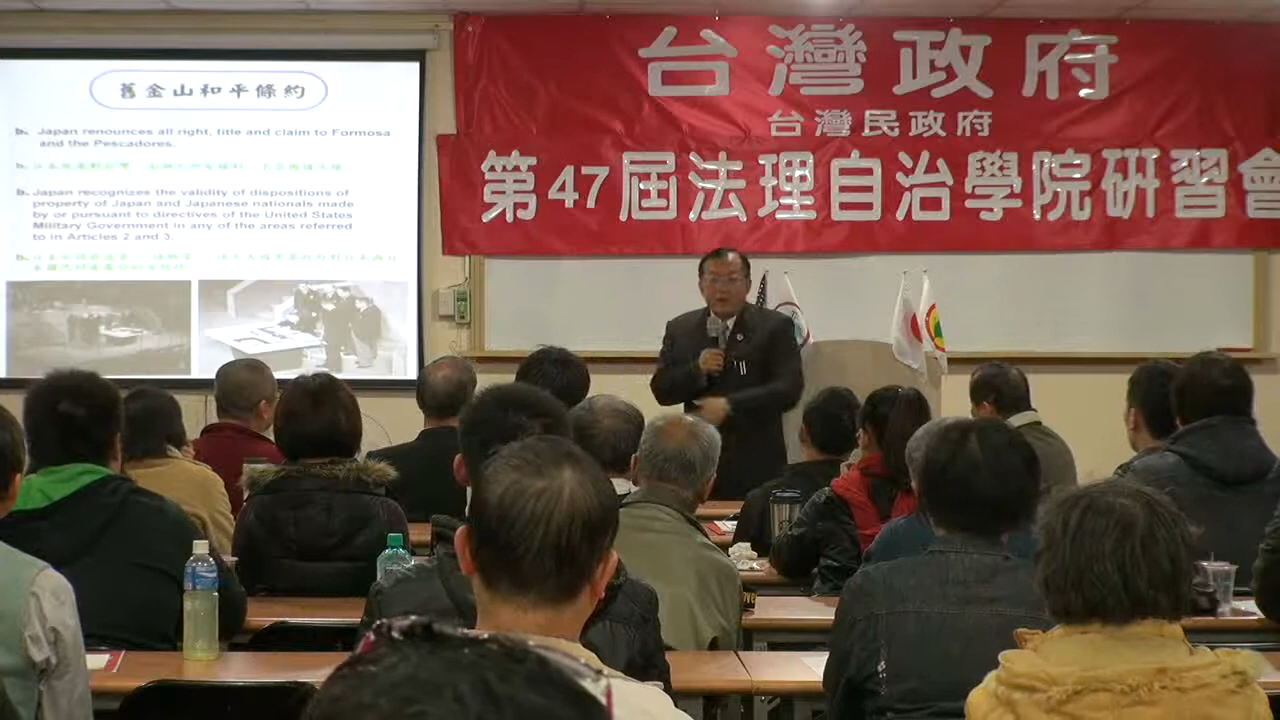 台灣政府
台灣民政府
第47屆法理自治學院研習會
舊金山和平條約
b. Japan renounces all right, title and claim to Formosa
and the Pescadores.
b.
b. Japan recognizes the validity of dispositions of
property of Japan and Japanese nationals made
by or pursuant to directives of the United States
Military Government in any of the areas referred
to in Articles 2 and 3.
b.